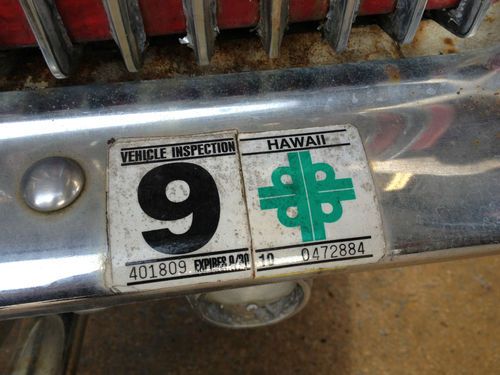 VEHICLE INSPECTION
9
401809 EXPIRES 9/30
HAWAII
10 0472884